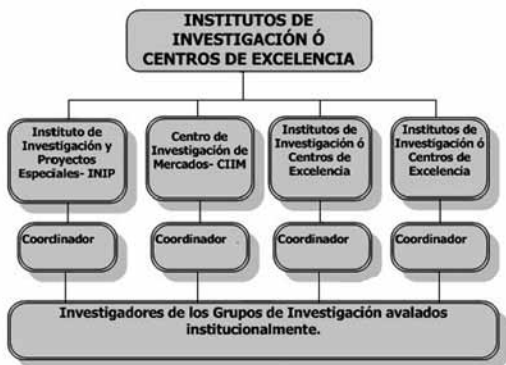 INSTITUTOS DE
INVESTIGACIÓN Ó
CENTROS DE EXCELENCIA
Instituto de
Investigación y
Proyectos
Especiales- INIP
Centro de
Investigación de
Mercados- CIIM
Institutos de
Investigación ó
Centros de
Excelencia
Institutos de
Investigación ó
Centros de
Excelencia
Coordinador
Coordinador
Coordinador
Coordinador
Investigadores de los Grupos de Investigación avalados
institucionalmente.